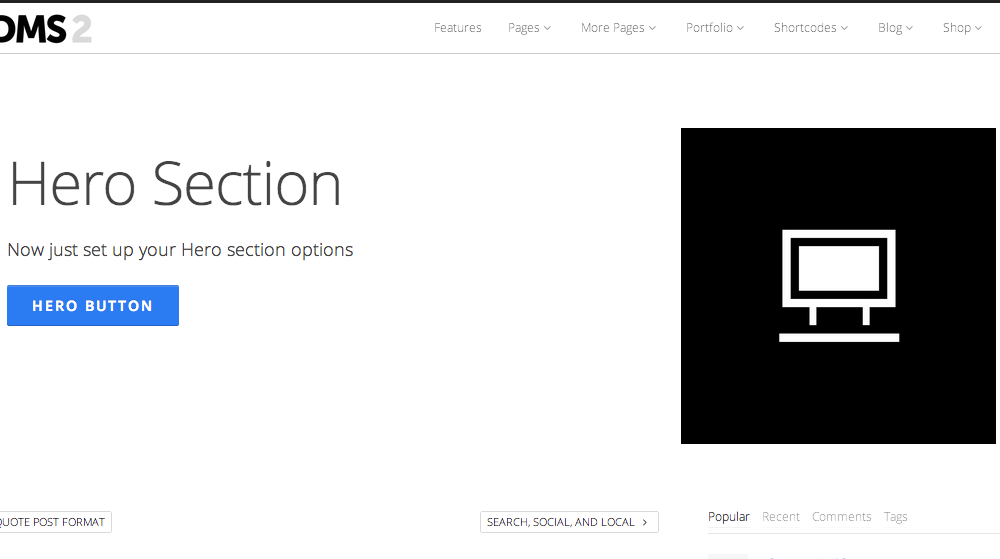 DMS 2
Features Pages More Pages Portfolio Shortcodes Blog Shop
Hero Section
Now just set up your Hero section options
HERO BUTTON
QUOTE POST FORMAT
SEARCH, SOCIAL, AND LOCAL
Popular Recent Comments Tags